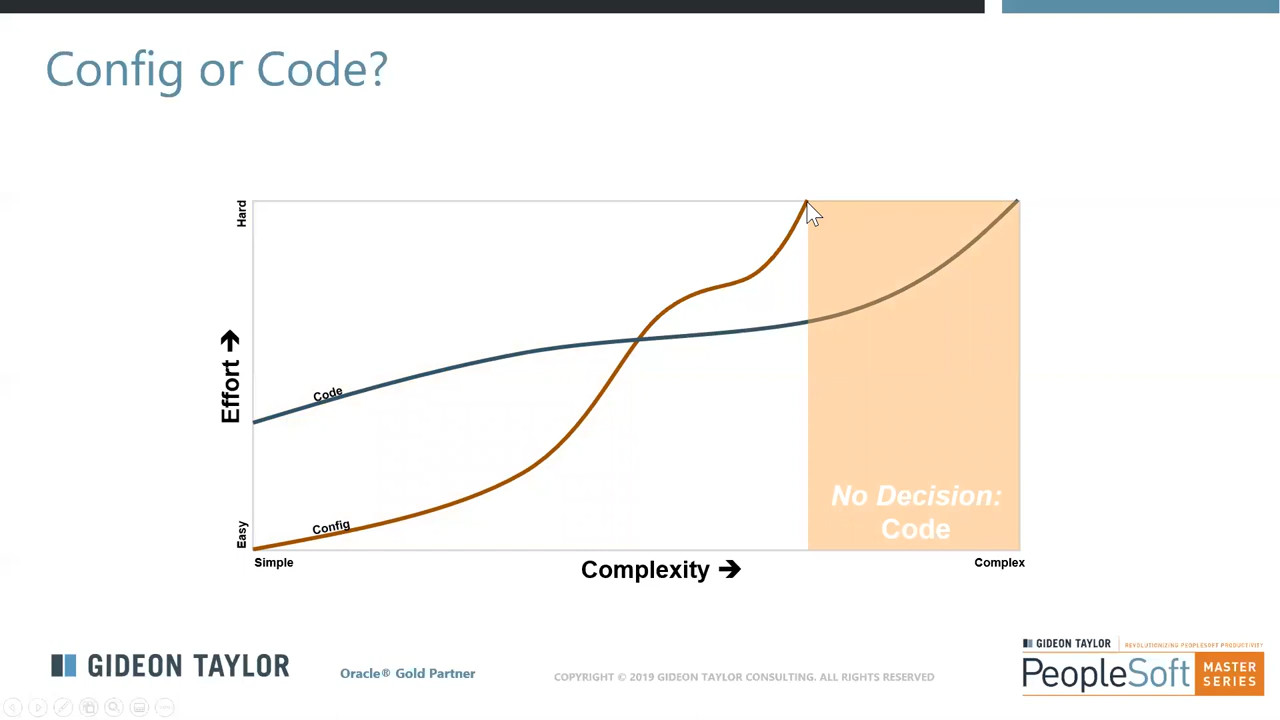 Config or Code?
Hard
Effort ➔
Code
Config
Easy
No Decision:
Code
Simple
Complexity ➔
Complex
GIDEON TAYLOR
Oracle® Gold Partner
COPYRIGHT © 2019 GIDEON TAYLOR CONSULTING. ALL RIGHTS RESERVED
GIDEON TAYLOR
REVOLUTIONIZING PEOPLESOFT PRODUCTIVITY
PeopleSoft
MASTER
SERIES